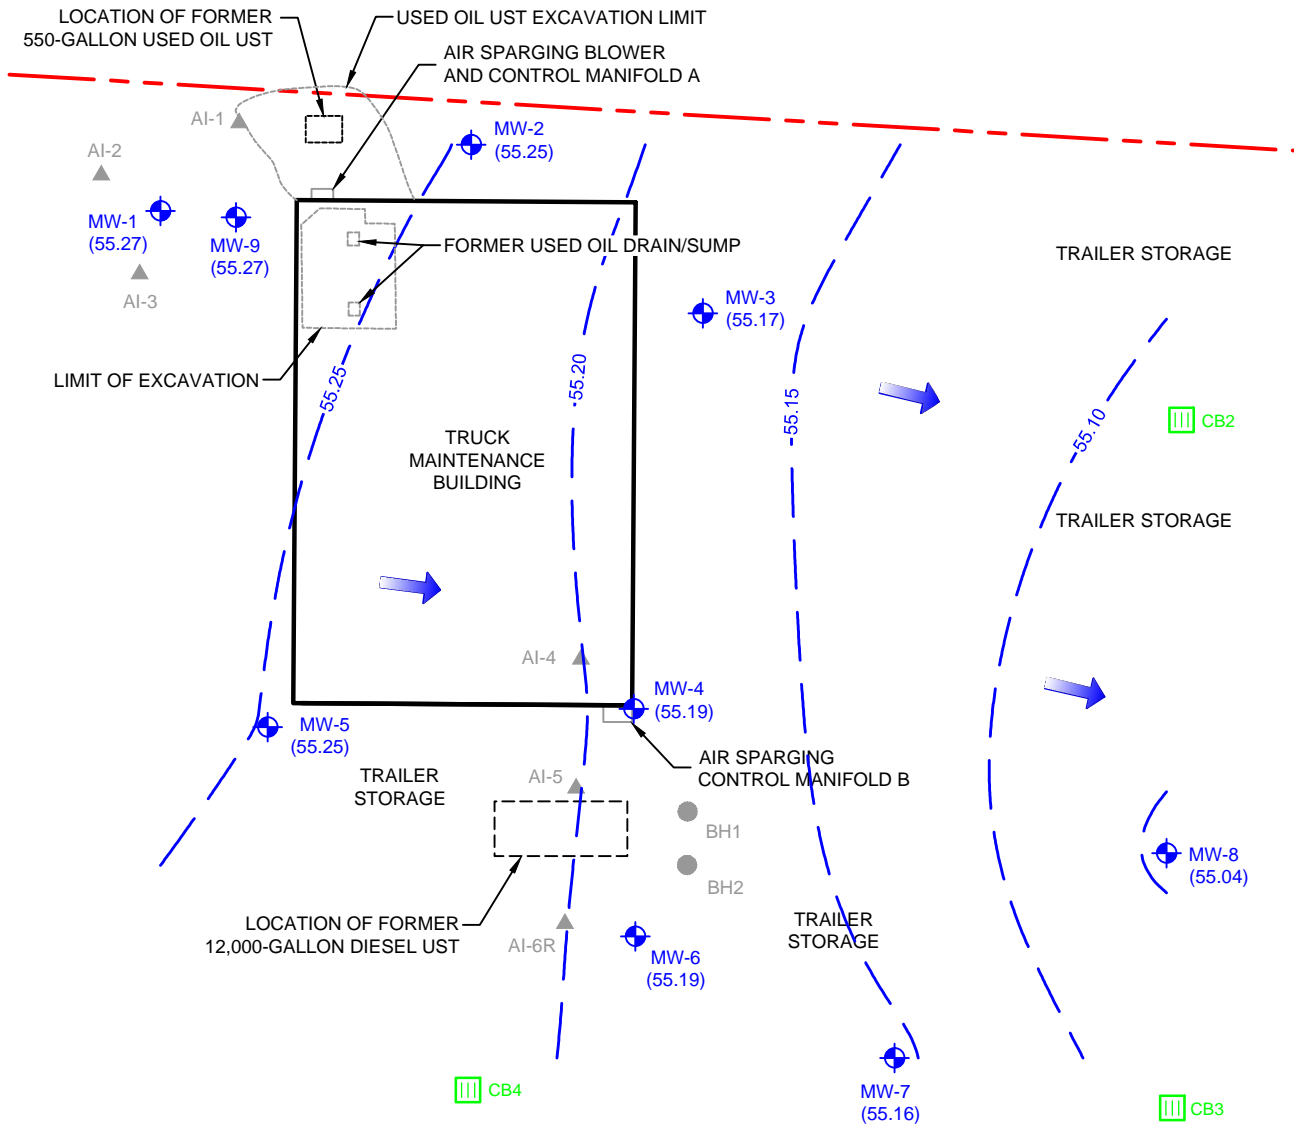 LOCATION OF FORMER
550-GALLON USED OIL UST
USED OIL UST EXCAVATION LIMIT
AIR SPARGING BLOWER
AND CONTROL MANIFOLD A
AI-1
MW-2
(55.25)
AI-2
MW-1
(55.27)
MW-9
(55.27)
AI-3
FORMER USED OIL DRAIN/SUMP
TRAILER STORAGE
MW-3
(55.17)
LIMIT OF EXCAVATION
55.25
55.20
55.15
55.10
CB2
TRUCK
MAINTENANCE
BUILDING
TRAILER STORAGE
AI-4
MW-4
(55.19)
MW-5
(55.25)
AIR SPARGING
CONTROL MANIFOLD B
TRAILER
STORAGE
AI-5
BH1
BH2
MW-8
(55.04)
LOCATION OF FORMER
12,000-GALLON DIESEL UST
AI-6R
MW-6
(55.19)
TRAILER
STORAGE
CB4
MW-7
(55.16)
CB3